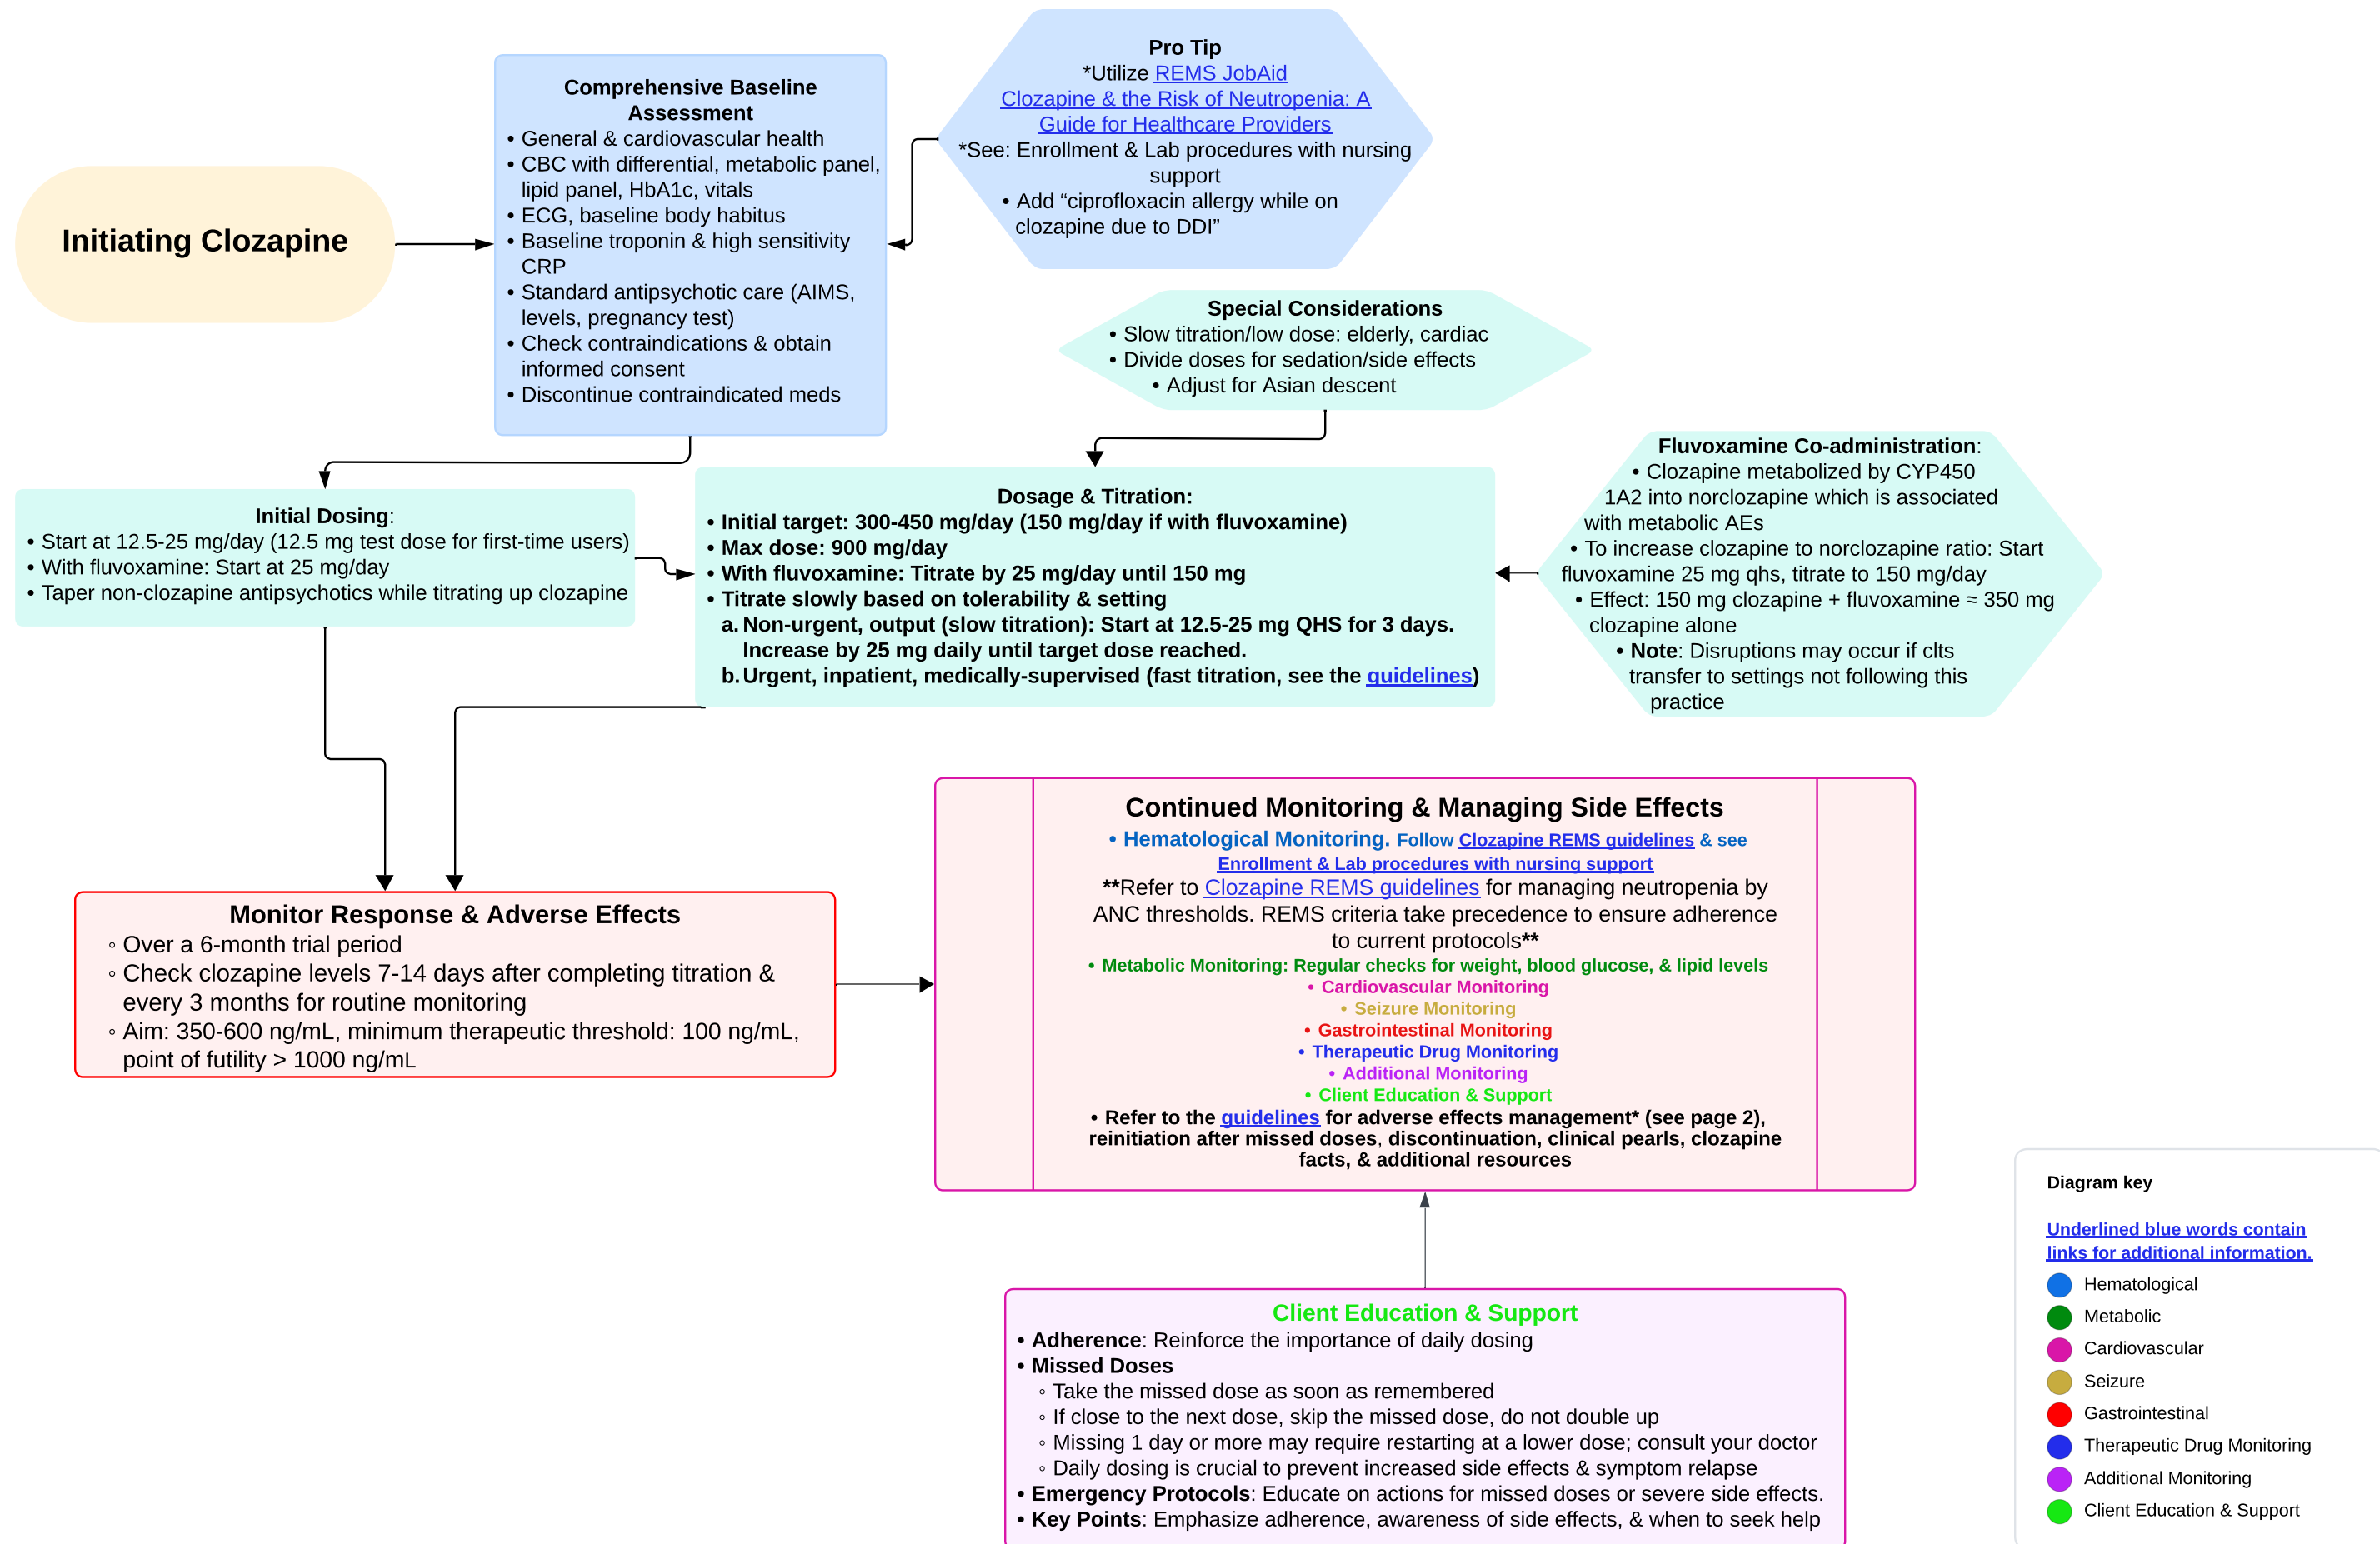 Initiating Clozapine
Comprehensive Baseline
Assessment
• General & cardiovascular health
• CBC with differential, metabolic panel,
lipid panel, HbA1c, vitals
• ECG, baseline body habitus
• Baseline troponin & high sensitivity
CRP
• Standard antipsychotic care (AIMS,
levels, pregnancy test)
• Check contraindications & obtain
informed consent
• Discontinue contraindicated meds
Pro Tip
*Utilize REMS JobAid
Clozapine & the Risk of Neutropenia: A
Guide for Healthcare Providers
*See: Enrollment & Lab procedures with nursing
support
• Add “ciprofloxacin allergy while on
clozapine due to DDI”
Special Considerations
• Slow titration/low dose: elderly, cardiac
• Divide doses for sedation/side effects
• Adjust for Asian descent
Initial Dosing:
• Start at 12.5-25 mg/day (12.5 mg test dose for first-time users)
• With fluvoxamine: Start at 25 mg/day
• Taper non-clozapine antipsychotics while titrating up clozapine
Dosage & Titration:
• Initial target: 300-450 mg/day (150 mg/day if with fluvoxamine)
• Max dose: 900 mg/day
• With fluvoxamine: Titrate by 25 mg/day until 150 mg
• Titrate slowly based on tolerability & setting
a. Non-urgent, output (slow titration): Start at 12.5-25 mg QHS for 3 days.
Increase by 25 mg daily until target dose reached.
b. Urgent, inpatient, medically-supervised (fast titration, see the guidelines)
Fluvoxamine Co-administration:
• Clozapine metabolized by CYP450
1A2 into norclozapine which is associated
with metabolic AEs
• To increase clozapine to norclozapine ratio: Start
fluvoxamine 25 mg qhs, titrate to 150 mg/day
• Effect: 150 mg clozapine + fluvoxamine ≈ 350 mg
clozapine alone
• Note: Disruptions may occur if clts
transfer to settings not following this
practice
Monitor Response & Adverse Effects
◦ Over a 6-month trial period
◦ Check clozapine levels 7-14 days after completing titration &
every 3 months for routine monitoring
◦ Aim: 350-600 ng/mL, minimum therapeutic threshold: 100 ng/mL,
point of futility > 1000 ng/mL
Continued Monitoring & Managing Side Effects
• Hematological Monitoring. Follow Clozapine REMS guidelines & see
Enrollment & Lab procedures with nursing support
**Refer to Clozapine REMS guidelines for managing neutropenia by
ANC thresholds. REMS criteria take precedence to ensure adherence
to current protocols**
• Metabolic Monitoring: Regular checks for weight, blood glucose, & lipid levels
• Cardiovascular Monitoring
• Seizure Monitoring
• Gastrointestinal Monitoring
• Therapeutic Drug Monitoring
• Additional Monitoring
• Client Education & Support
• Refer to the guidelines for adverse effects management* (see page 2),
reinitiation after missed doses, discontinuation, clinical pearls, clozapine
facts, & additional resources
Client Education & Support
• Adherence: Reinforce the importance of daily dosing
• Missed Doses
◦ Take the missed dose as soon as remembered
◦ If close to the next dose, skip the missed dose, do not double up
◦ Missing 1 day or more may require restarting at a lower dose; consult your doctor
◦ Daily dosing is crucial to prevent increased side effects & symptom relapse
• Emergency Protocols: Educate on actions for missed doses or severe side effects.
• Key Points: Emphasize adherence, awareness of side effects, & when to seek help
Diagram key
Underlined blue words contain
links for additional information.
Hematological
Metabolic
Cardiovascular
Seizure
Gastrointestinal
Therapeutic Drug Monitoring
Additional Monitoring
Client Education & Support